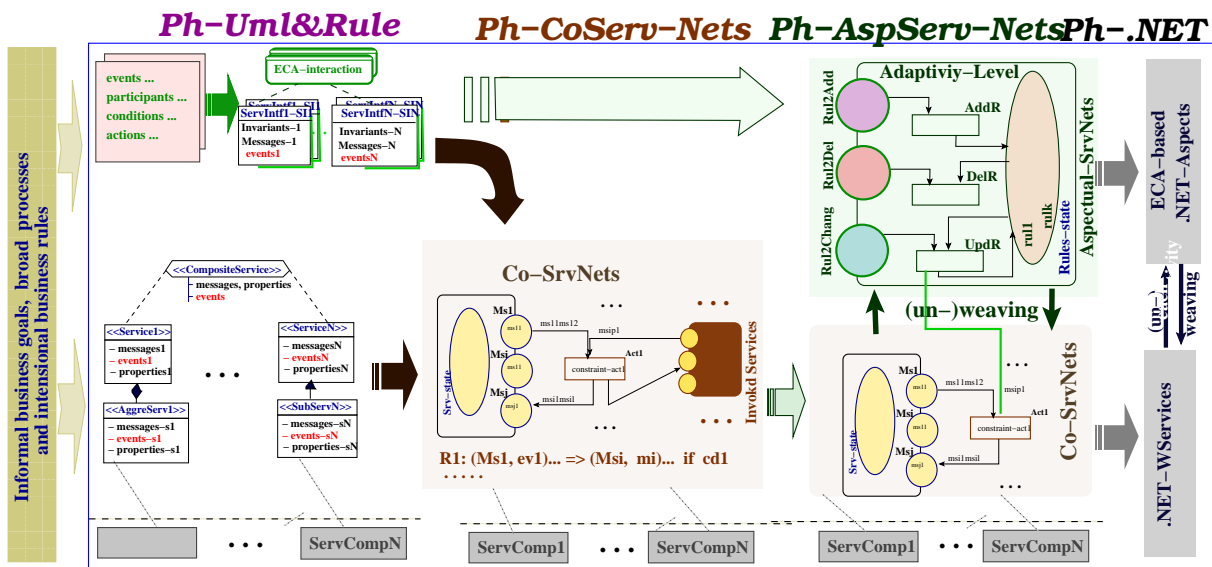 Ph-Uml&Rule
Ph-CoServ-Nets
Ph-AspServ-Nets
Ph-.NET
Informal business goals, broad processes
and intensional business rules
events ...
participants ...
conditions ...
actions ...
ECA-interaction
ServIntf1-SI1
ServIntf1-SI1
Invariants-1
Messages-1
events1
. .
ServIntfN-SIN
ServIntfN-SIN
Invariants-N
Messages-N
eventsN
<<CompositeService>>
- messages, properties
- events
<<Service1>>
- messages1
- events1
- properties1
<<ServiceN>>
- messagesN
- eventsN
- propertiesN
<<AggreServ1>>
- messages-s1
- events-s1
- properties-s1
<<SubServN>>
- messages-sN
- events-sN
- properties-sN
ServCompN
Co-SrvNets
Srv-state
Ms1
ms11
Msi
ms11
Msj
msj1
ms11ms12
msip1
Act1
constraint-act1
msi1msil
Invokd Services
R1: (Ms1, ev1)... => (Msi, mi)... if cd1
.....
ServComp1
ServCompN
Adaptiviy-Level
Rul2Add
Rul2Del
Rul2Chang
AddR
DelR
UpdR
rul1
rulk
Rules-state
Aspectual-SrvNets
(un-)weaving
Srv-state
Ms1
ms11
Msi
ms11
Msj
msj1
ms11ms12
msip1
Act1
constraint-act1
msi1msil
Co-SrvNets
ServComp1
ServCompN
ECA-based
.NET-Aspects
(un-)
weaving
.NET-WServices